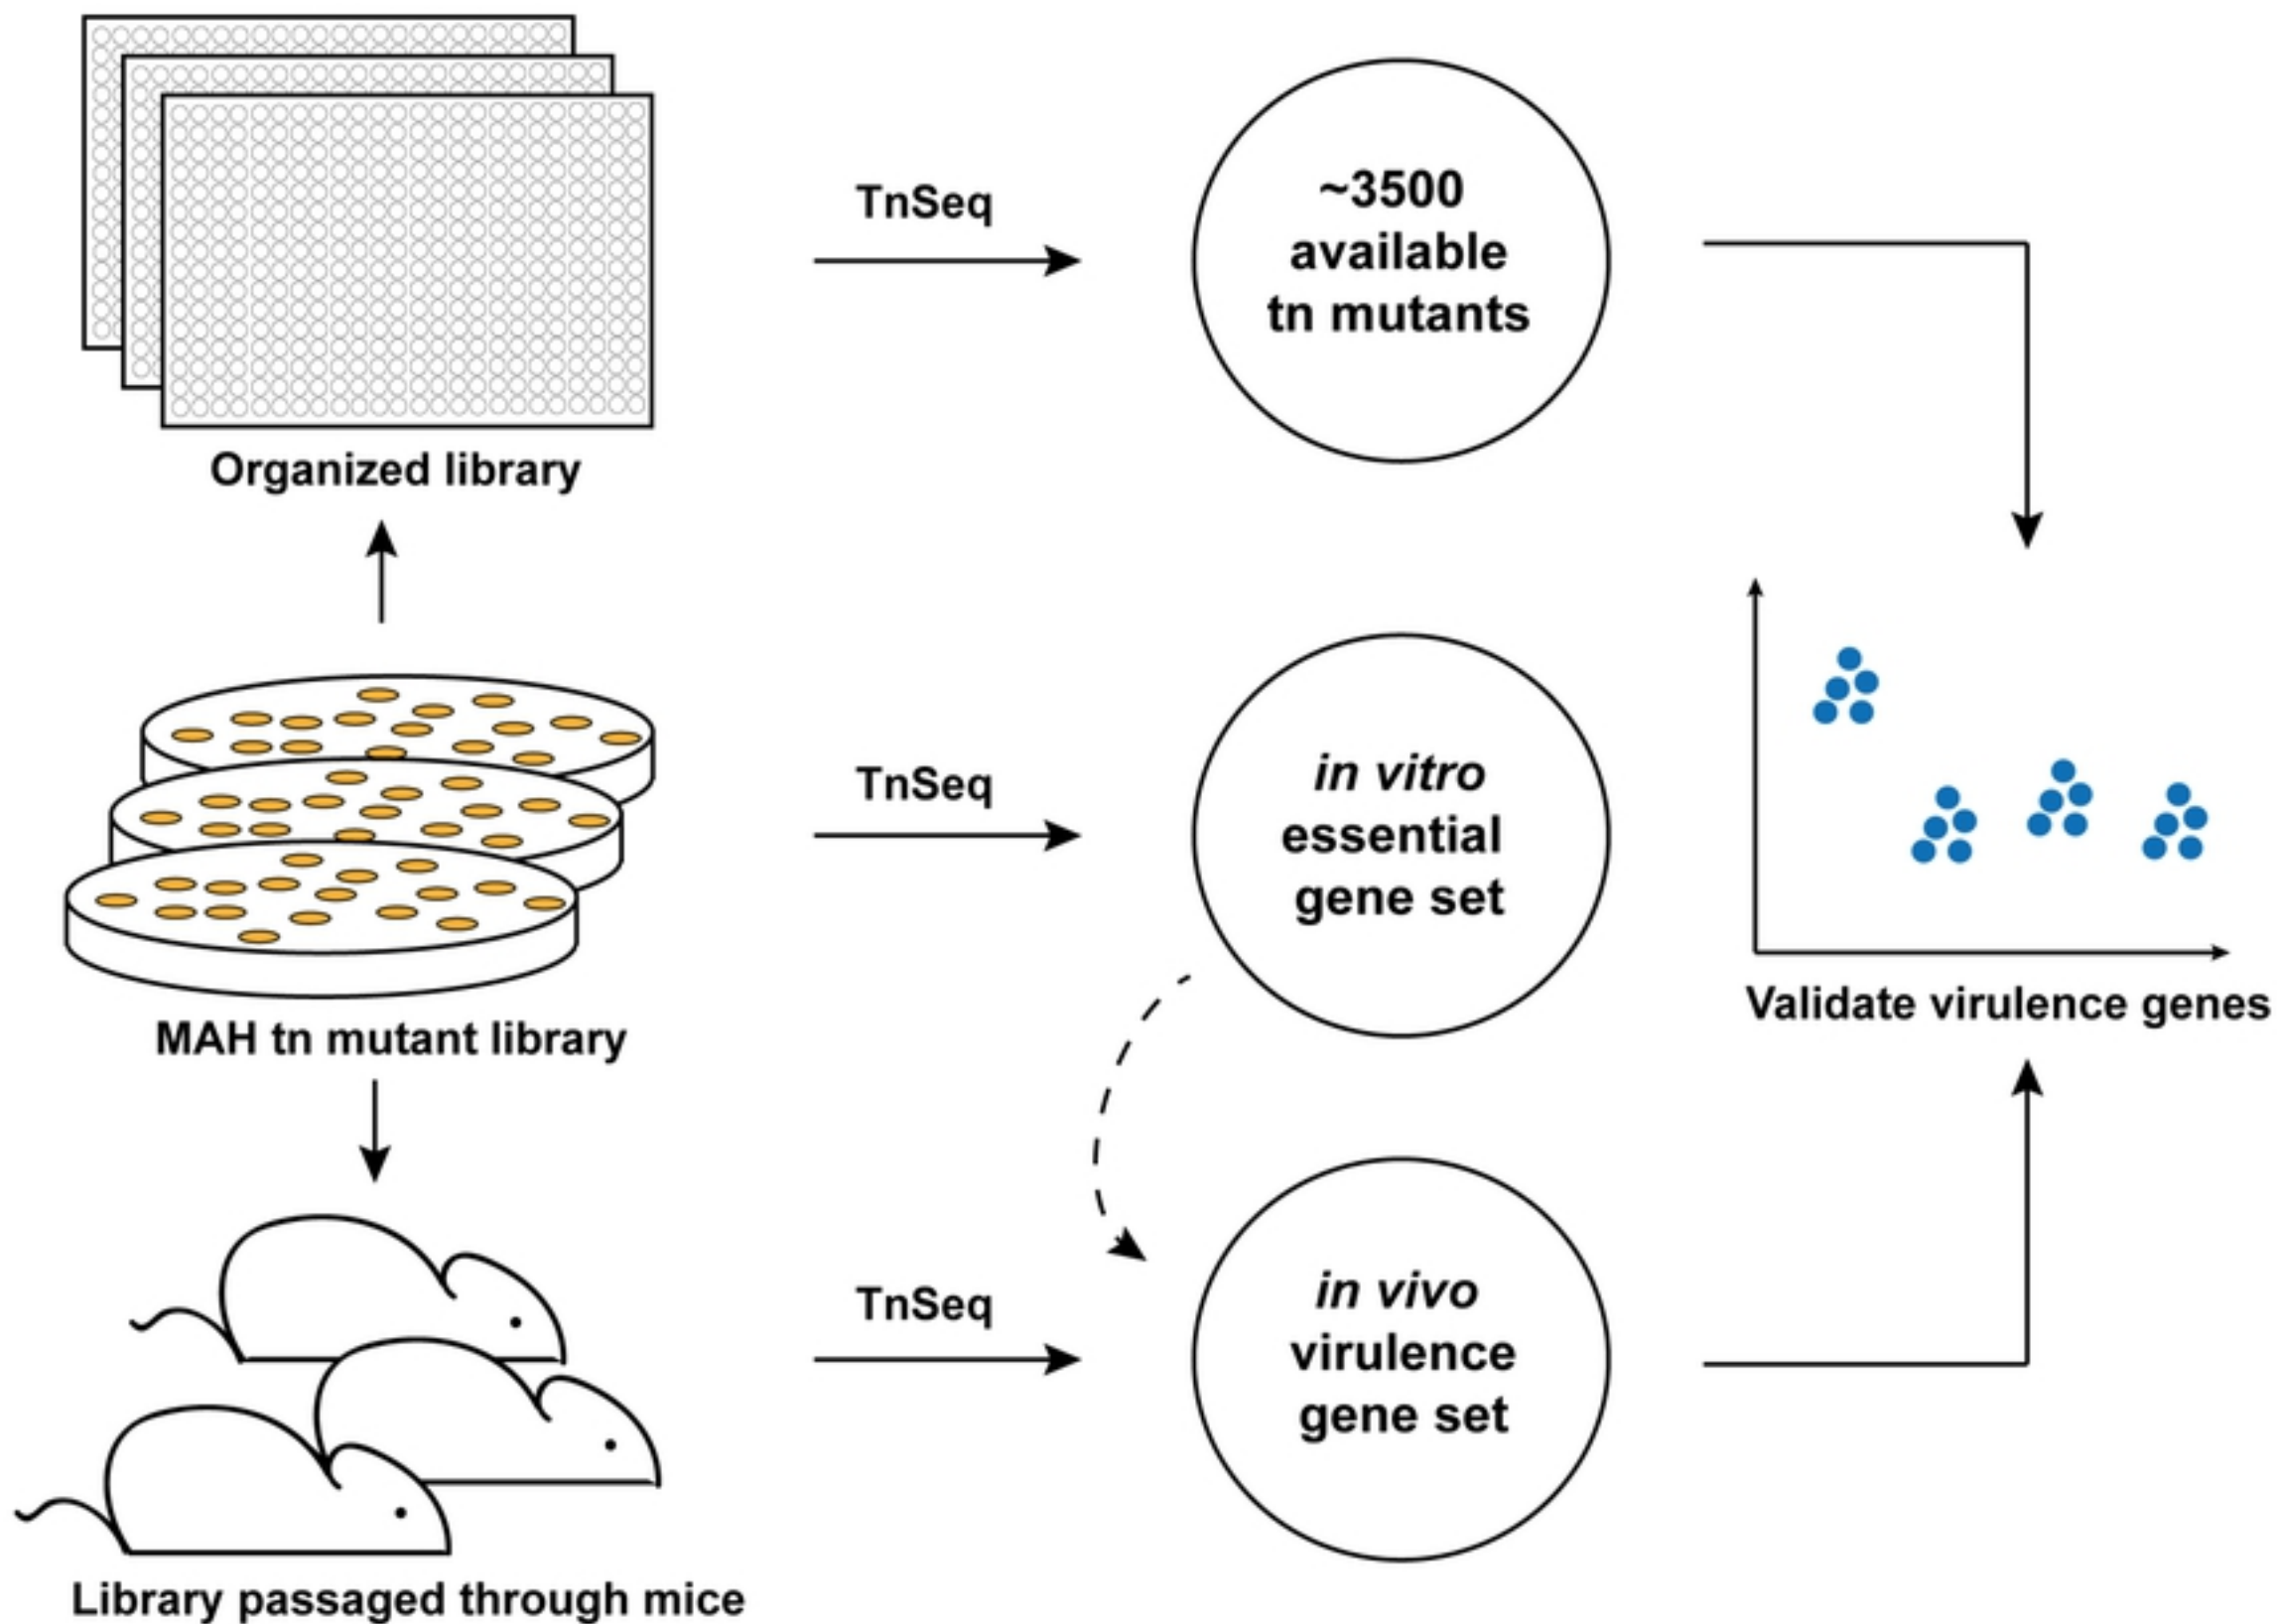 TnSeq
~3500
available
tn mutants
Organized library
TnSeq
in vitro
essential
gene set
MAH tn mutant library
Validate virulence genes
TnSeq
in vivo
virulence
gene set
Library passaged through mice